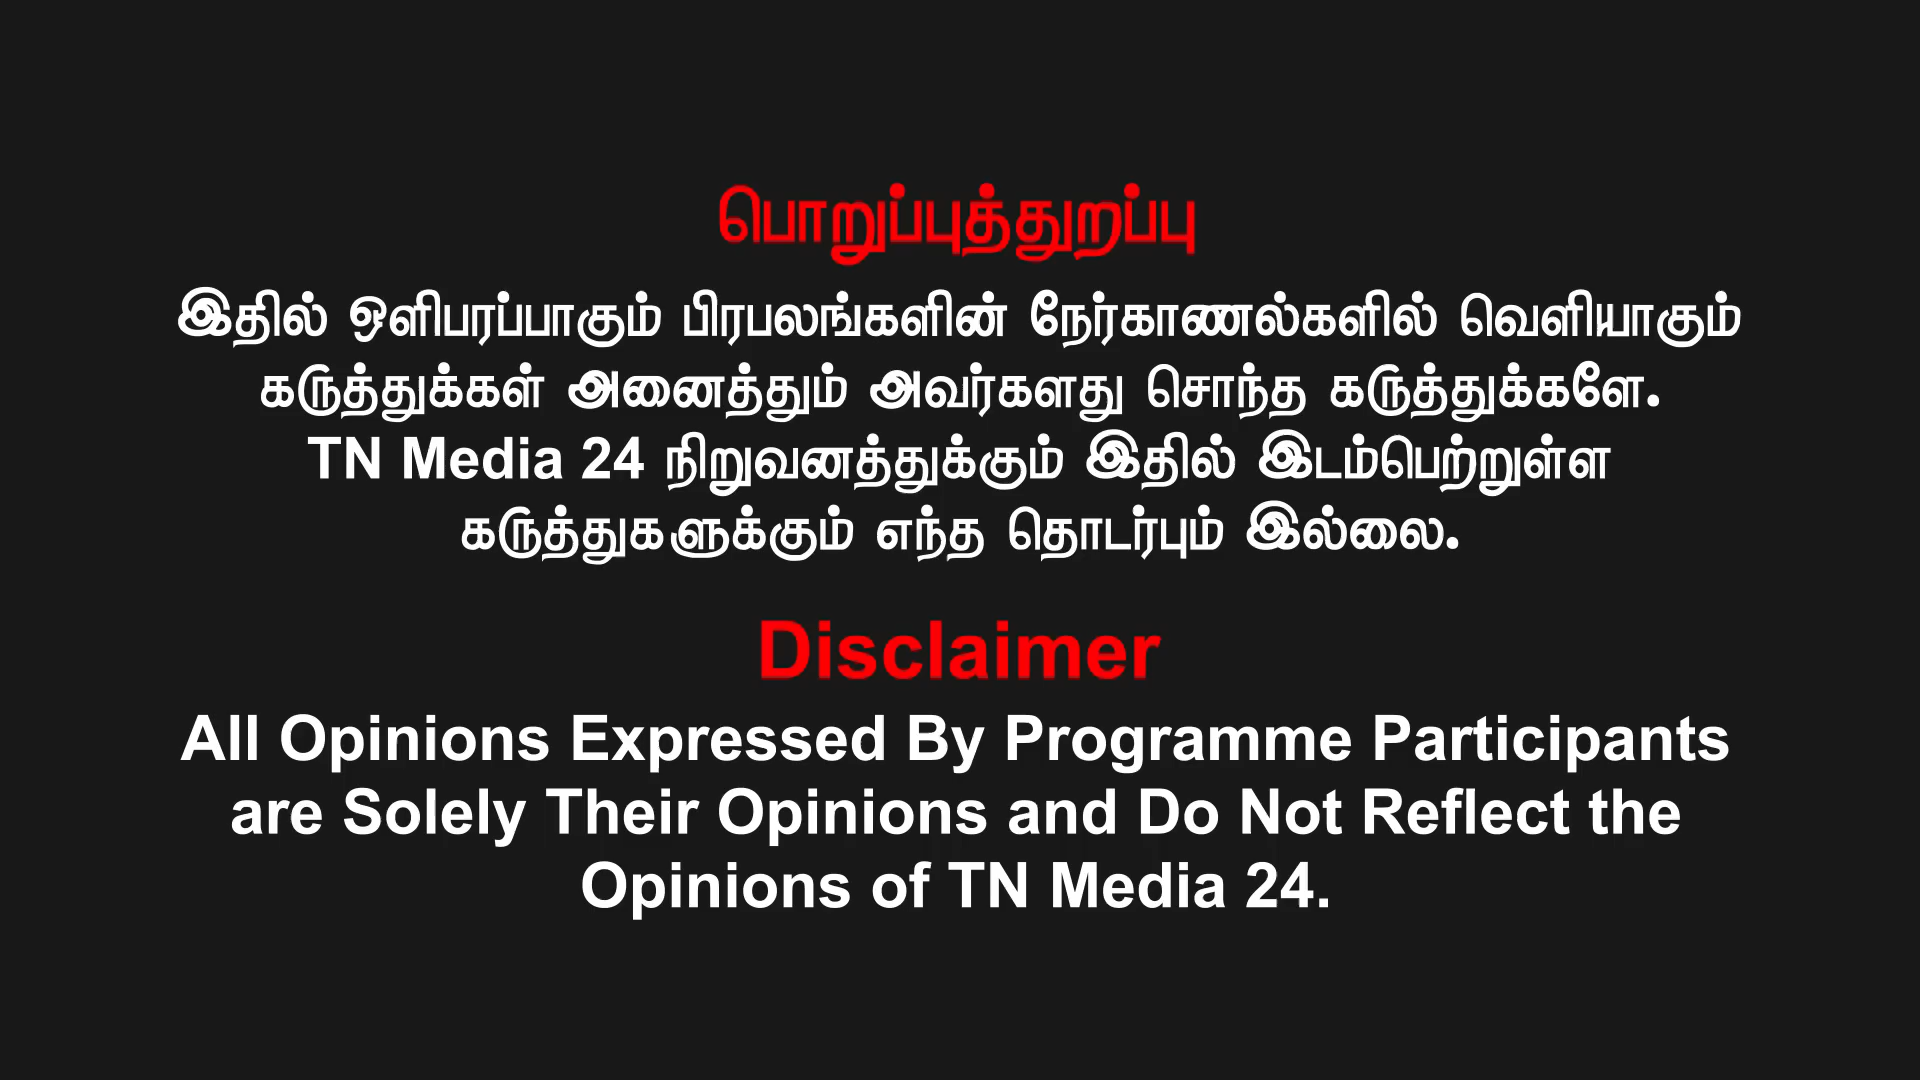 பொறுப்புத்துறப்பு
இதில் ஒளிபரப்பாகும் பிரபலங்களின் நேர்காணல்களில் வெளியாகும்
கருத்துக்கள் அனைத்தும் அவர்களது சொந்த கருத்துக்களே.
TN Media 24 நிறுவனத்துக்கும் இதில் இடம்பெற்றுள்ள
கருத்துகளுக்கும் எந்த தொடர்பும் இல்லை.
Disclaimer
All Opinions Expressed By Programme Participants
are Solely Their Opinions and Do Not Reflect the
Opinions of TN Media 24.